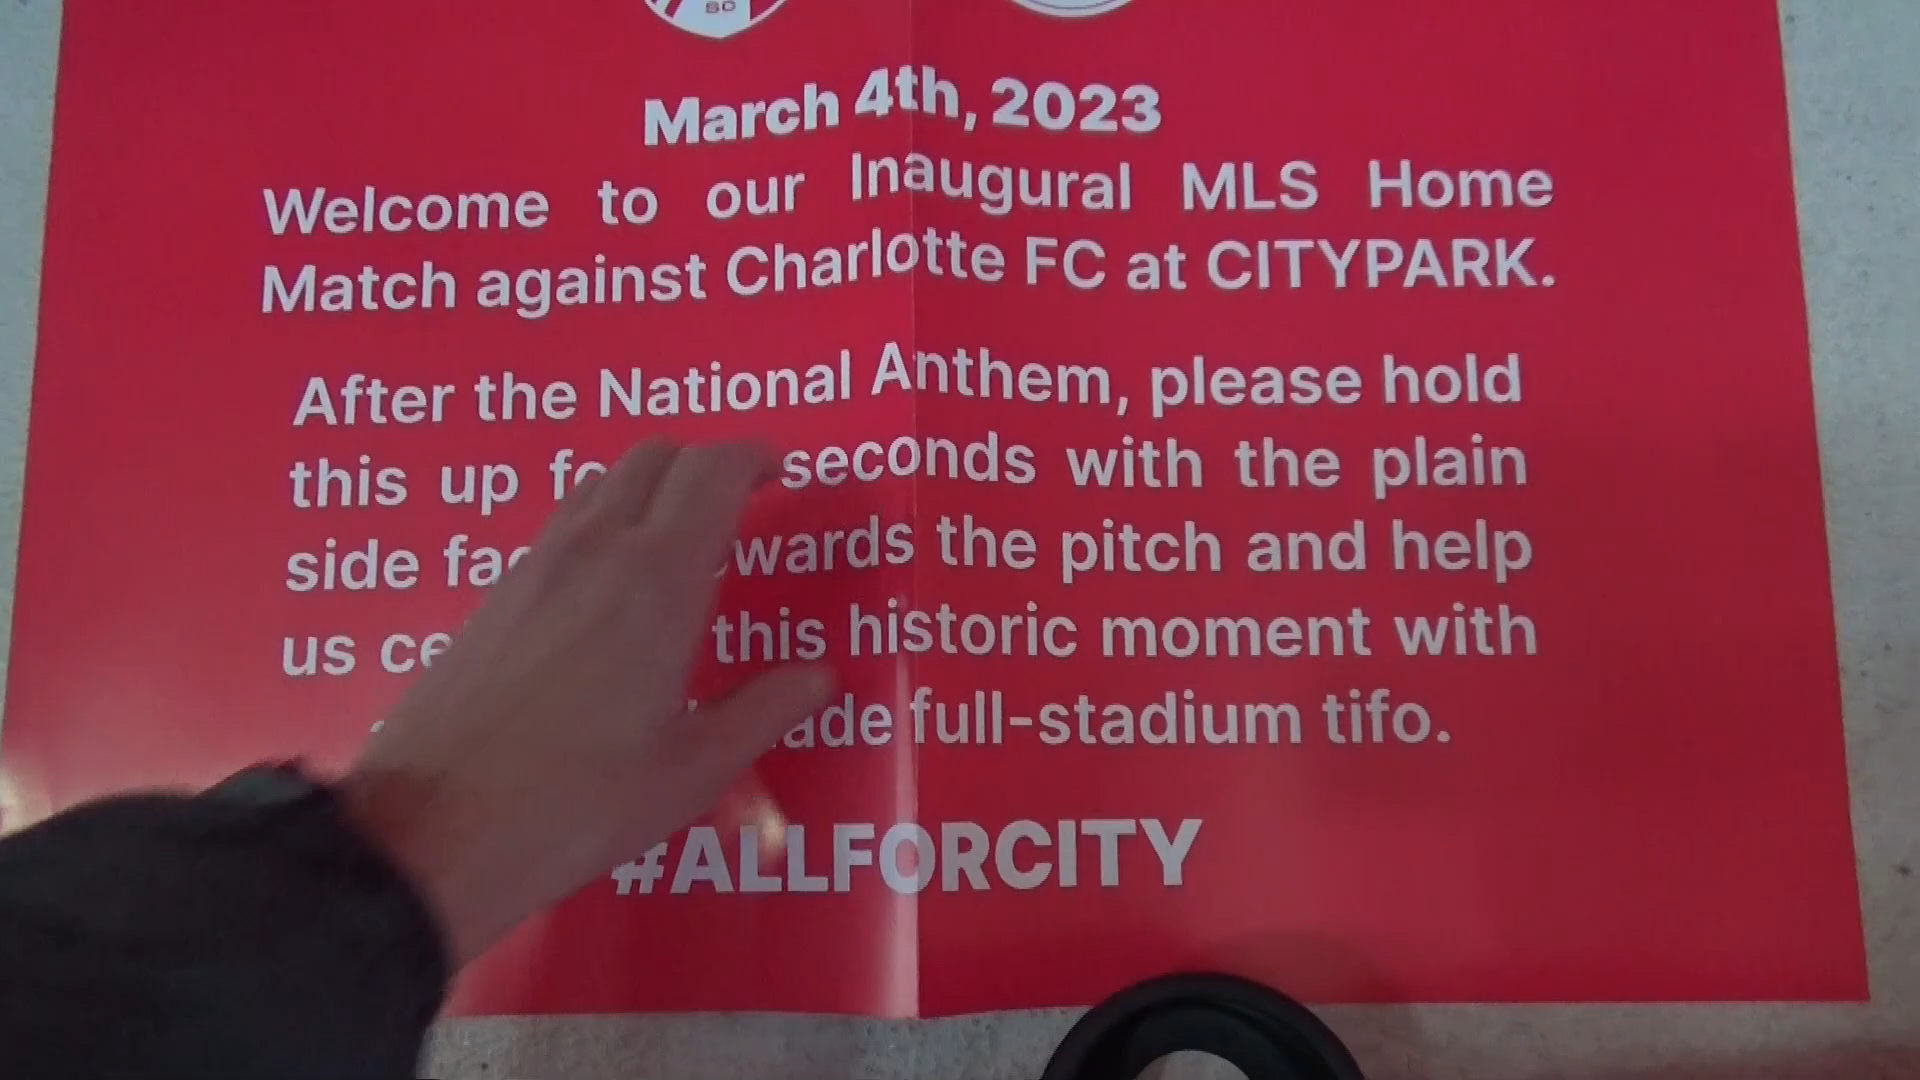 SC
March 4th, 2023
Welcome to our Inaugural MLS Home
Match against Charlotte FC at CITYPARK.
After the National Anthem, please hold
this up seconds with the plain
side the pitch and help
us this historic moment with
full-stadium tifo.
#ALLFORCITY